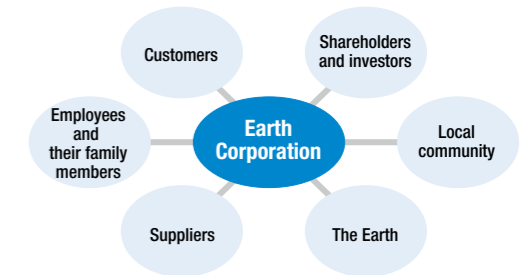 Customers
Shareholders
and investors
Employees
and
their family
members
Earth
Corporation
Local
community
Suppliers
The Earth